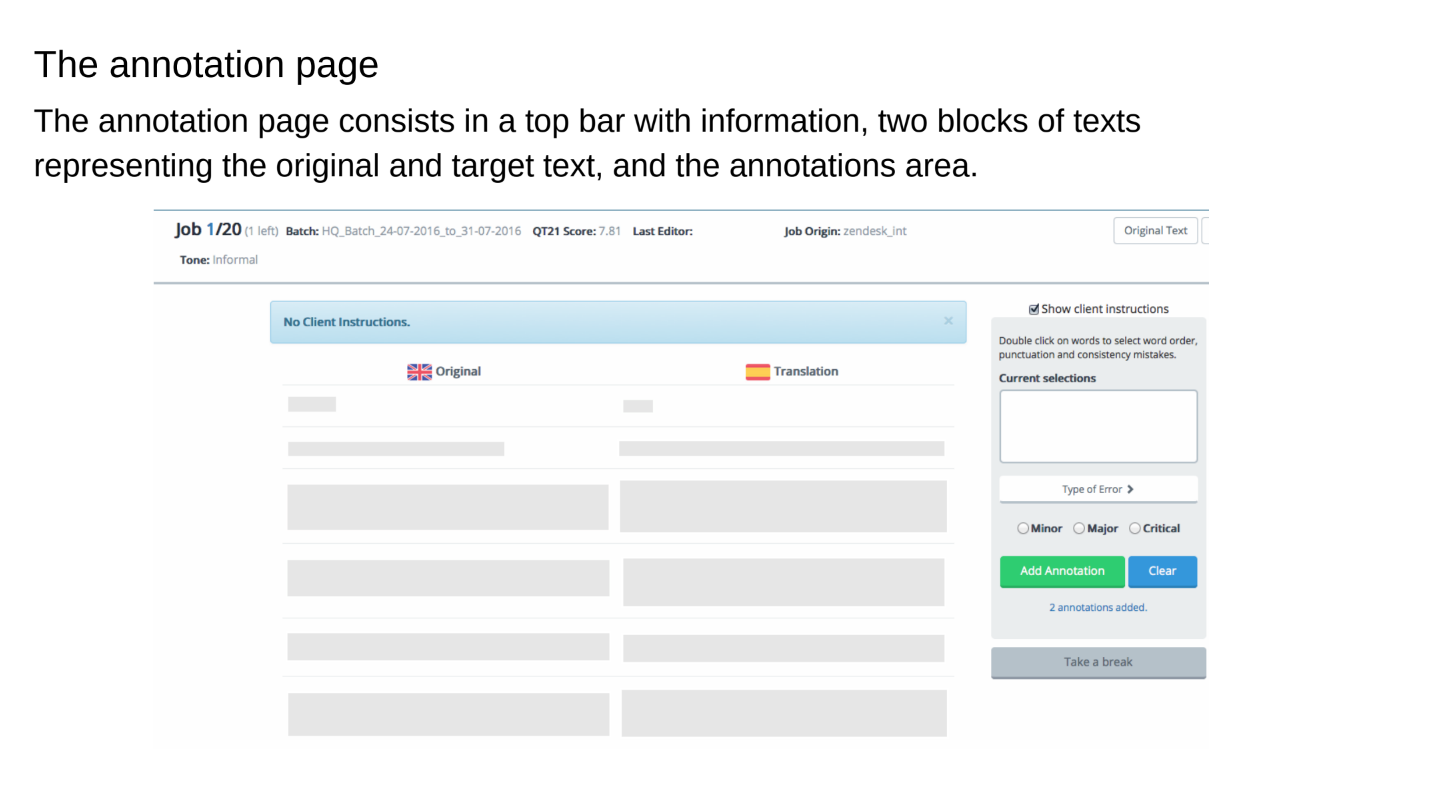 The annotation page
The annotation page consists in a top bar with information, two blocks of texts
representing the original and target text, and the annotations area.
Job 1/20 (1 left) Batch: HQ_Batch_24-07-2016_to_31-07-2016 QT21 Score: 7.81 Last Editor: Job Origin: zendesk_int Original Text
Tone: Informal
No Client Instructions. ×
Show client instructions
Double click on words to select word order,
punctuation and consistency mistakes.
Original Translation
Current selections
Type of Error
Minor Major Critical
Add Annotation Clear
2 annotations added.
Take a break